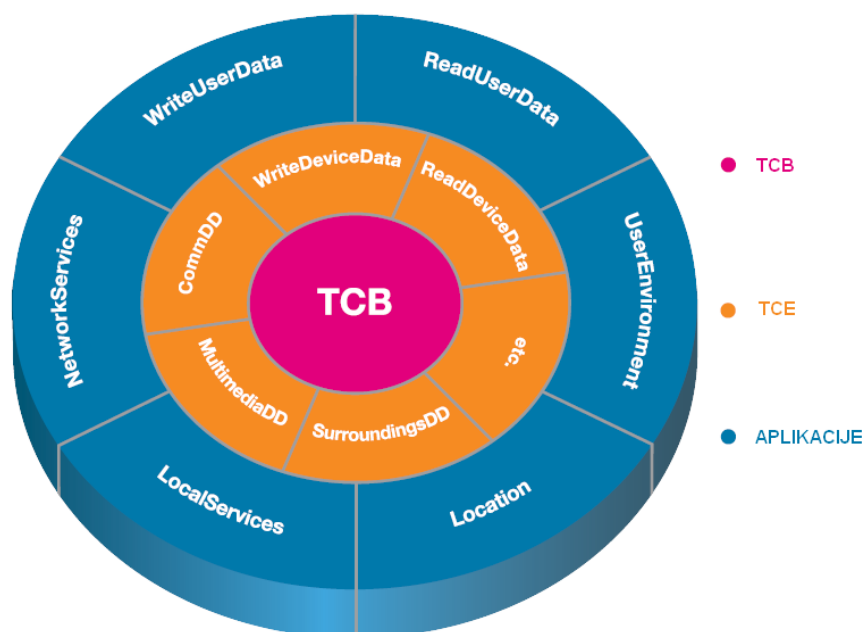 WriteUserData
ReadUserData
WriteDeviceData
ReadDeviceData
CommDD
NetworkServices
UserEnvironment
TCB
etc.
MultimediaDD
SurroundingsDD
LocalServices
Location
TCB
TCE
APLIKACIJE